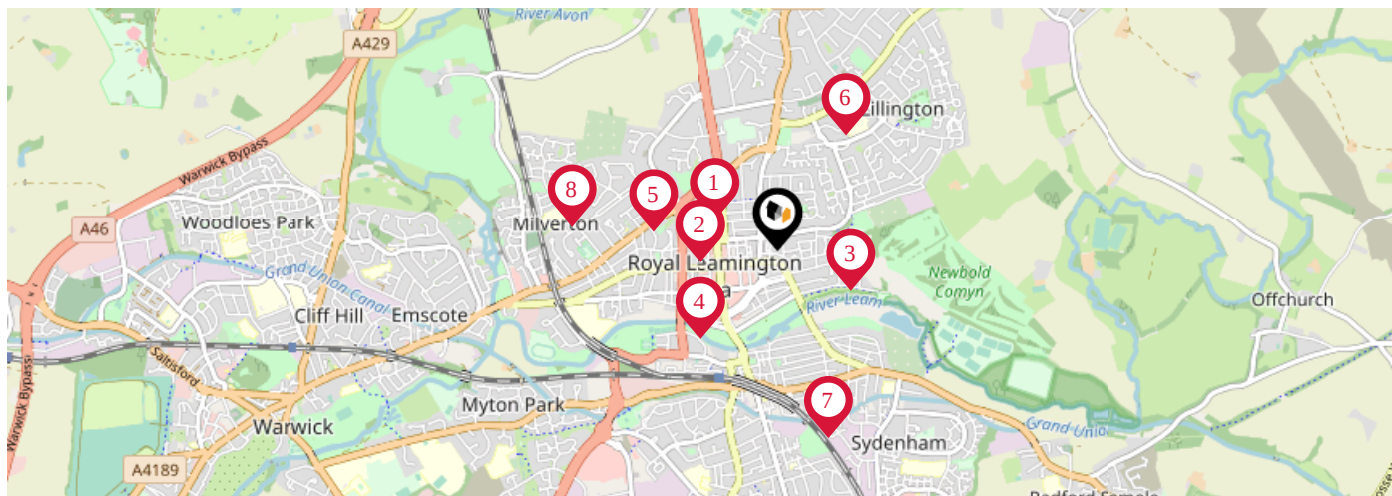 River Avon
A429
6
Lillington
Warwick Bypass
8
5
1
Milverton
Woodloes Park
2
A46
3
Royal Leamington
a
Newbold
Comyn
Grand Union Canal
4
River Leam
Offchurch
Cliff Hill
Emscote
Saltisford
Warwick Bypass
7
Myton Park
Warwick
Grand Union
Sydenham
A4189